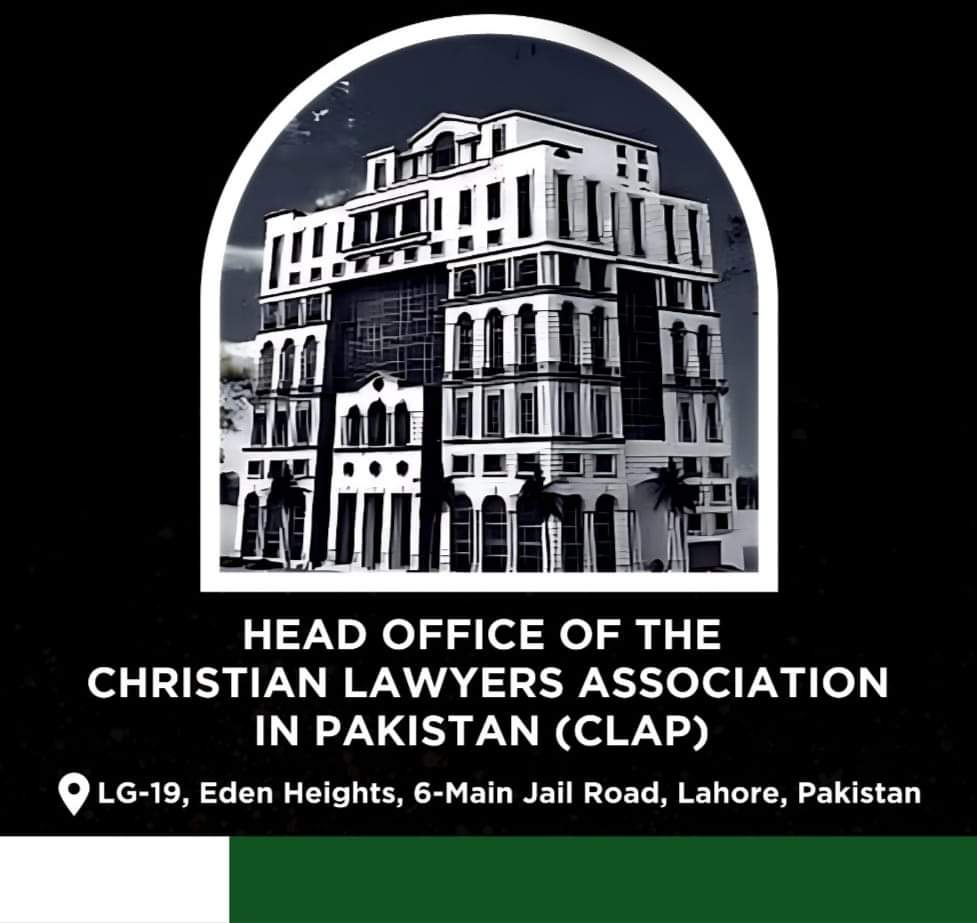 HEAD OFFICE OF THE
CHRISTIAN LAWYERS ASSOCIATION
IN PAKISTAN (CLAP)
LG-19, Eden Heights, 6-Main Jail Road, Lahore, Pakistan